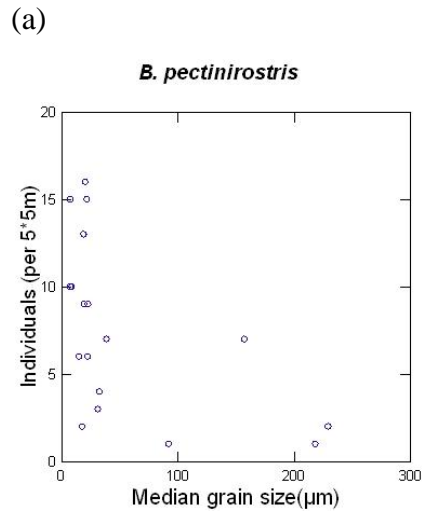 (a)
B. pectinirostris
20
15
10
5
0
Individuals (per 5*5m)
0 100 200 300
Median grain size(µm)